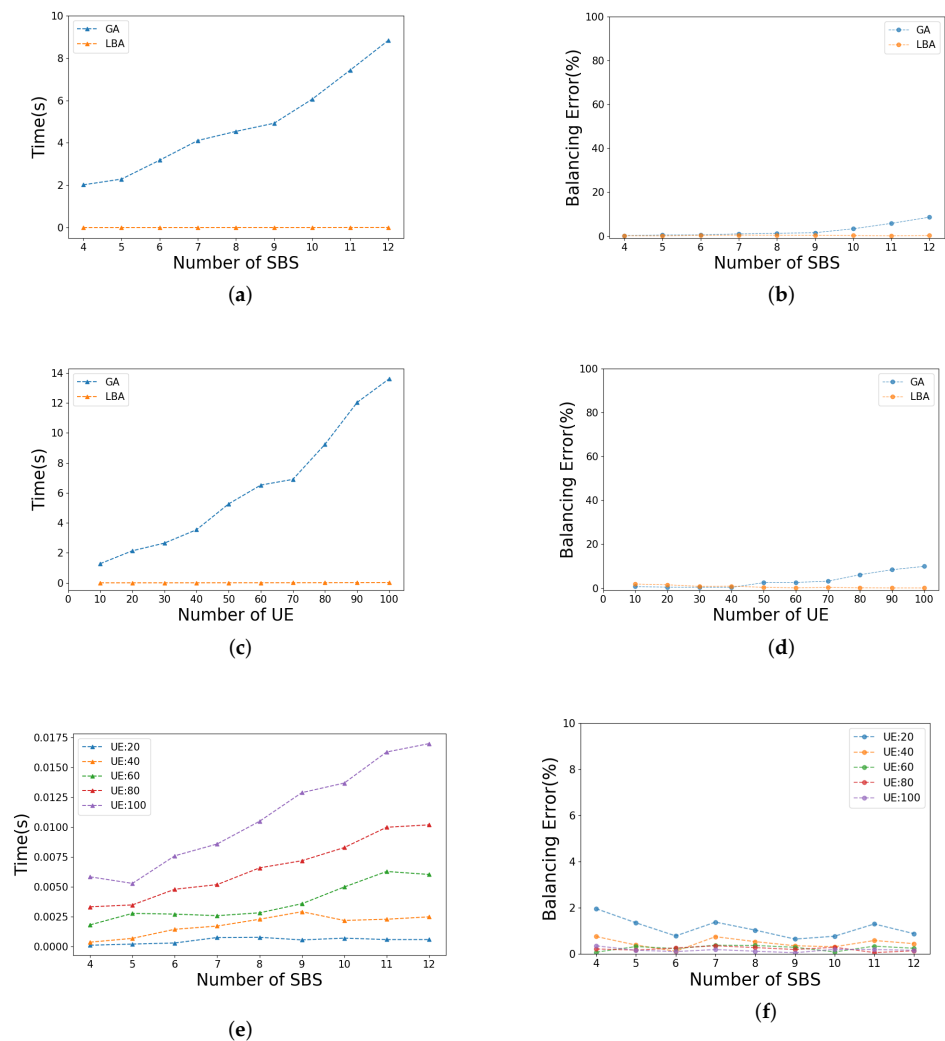 10
8
6
4
2
0
Time(s)
GA
LBA
4 5 6 7 8 9 10 11 12
Number of SBS
(a)
100
80
60
40
20
0
Balancing Error(%)
GA
LBA
4 5 6 7 8 9 10 11 12
Number of SBS
(b)
14
12
10
8
6
4
2
0
Time(s)
GA
LBA
0 10 20 30 40 50 60 70 80 90 100
Number of UE
(c)
100
80
60
40
20
0
Balancing Error(%)
GA
LBA
0 10 20 30 40 50 60 70 80 90 100
Number of UE
(d)
0.0175
0.0150
0.0125
0.0100
0.0075
0.0050
0.0025
0.0000
Time(s)
UE:20
UE:40
UE:60
UE:80
UE:100
4 5 6 7 8 9 10 11 12
Number of SBS
(e)
10
8
6
4
2
0
Balancing Error(%)
UE:20
UE:40
UE:60
UE:80
UE:100
4 5 6 7 8 9 10 11 12
Number of SBS
(f)